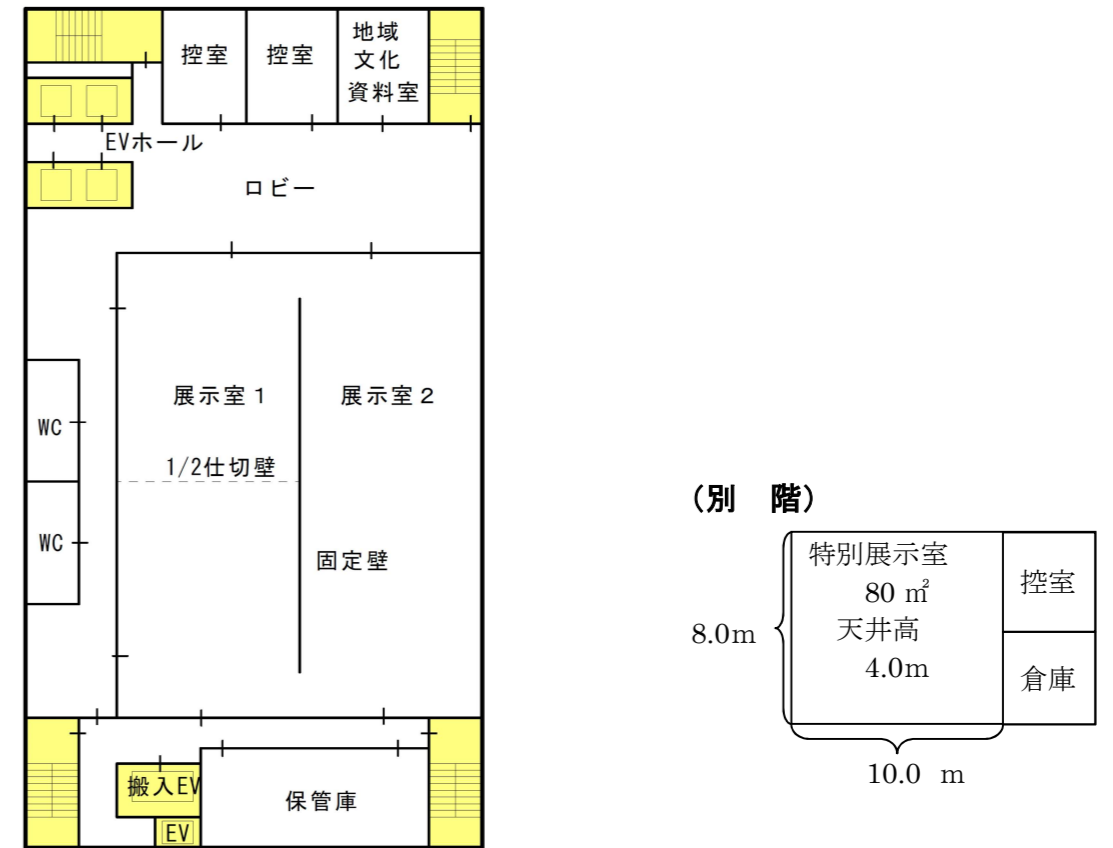 控室
控室
地域
文化
資料室
EVホール
ロビー
展示室1
展示室2
WC
1/2仕切壁
WC
固定壁
搬入EV
保管庫
EV
(別 階)
特別展示室
80 ㎡
天井高
4.0m
控室
倉庫
8.0m
10.0 m